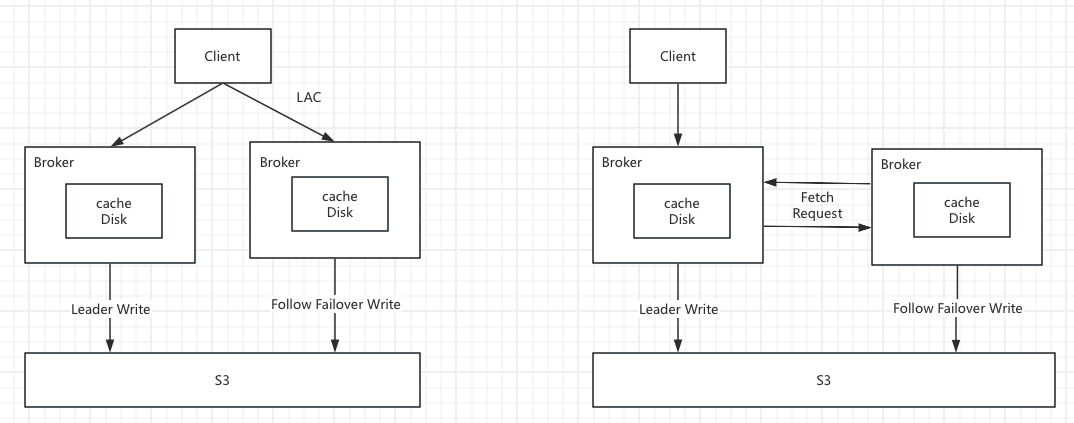 Client
LAC
Broker
cache
Disk
Broker
cache
Disk
Leader Write
Follow Failover Write
S3
Client
Broker
cache
Disk
Fetch
Request
Broker
cache
Disk
Leader Write
Follow Failover Write
S3